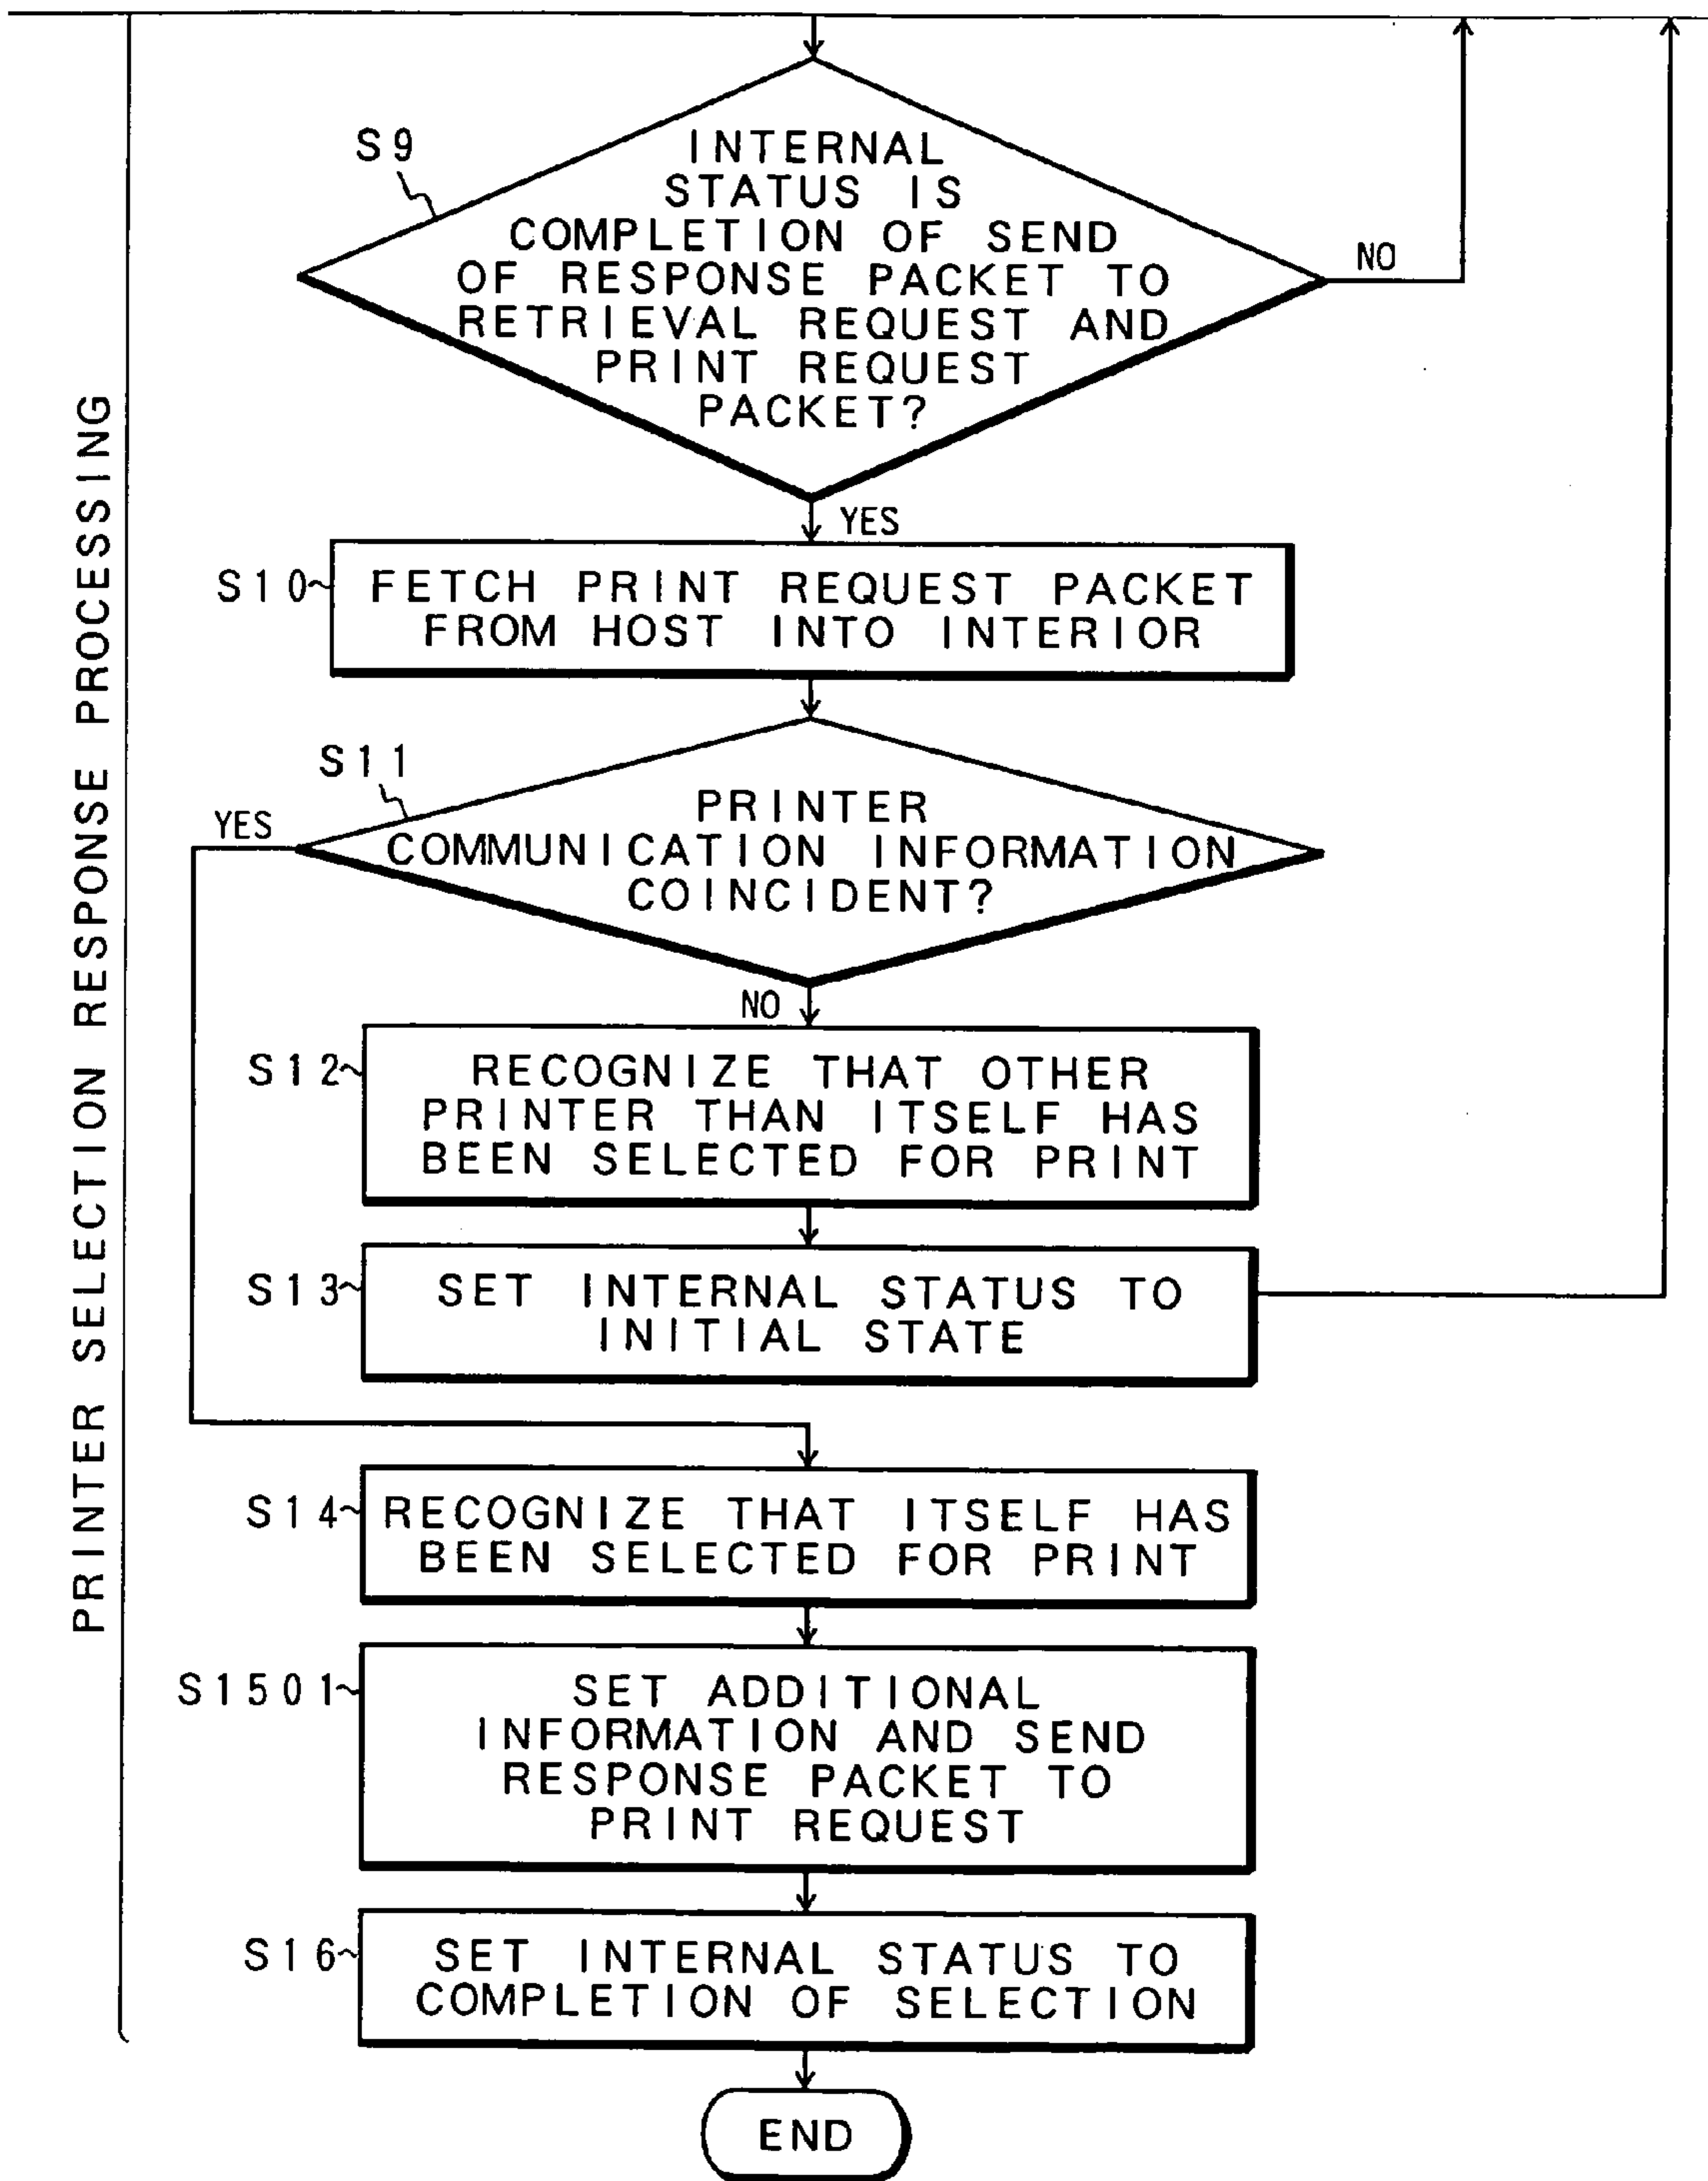 PRINTER SELECTION RESPONSE PROCESSING
S9
INTERNAL
STATUS IS
COMPLETION OF SEND
OF RESPONSE PACKET TO
RETRIEVAL REQUEST AND
PRINT REQUEST
PACKET?
NO
YES
S10
FETCH PRINT REQUEST PACKET
FROM HOST INTO INTERIOR
S11
YES
PRINTER
COMMUNICATION INFORMATION
COINCIDENT?
NO
S12
RECOGNIZE THAT OTHER
PRINTER THAN ITSELF HAS
BEEN SELECTED FOR PRINT
S13
SET INTERNAL STATUS TO
INITIAL STATE
S14
RECOGNIZE THAT ITSELF HAS
BEEN SELECTED FOR PRINT
S1501
SET ADDITIONAL
INFORMATION AND SEND
RESPONSE PACKET TO
PRINT REQUEST
S16
SET INTERNAL STATUS TO
COMPLETION OF SELECTION
END